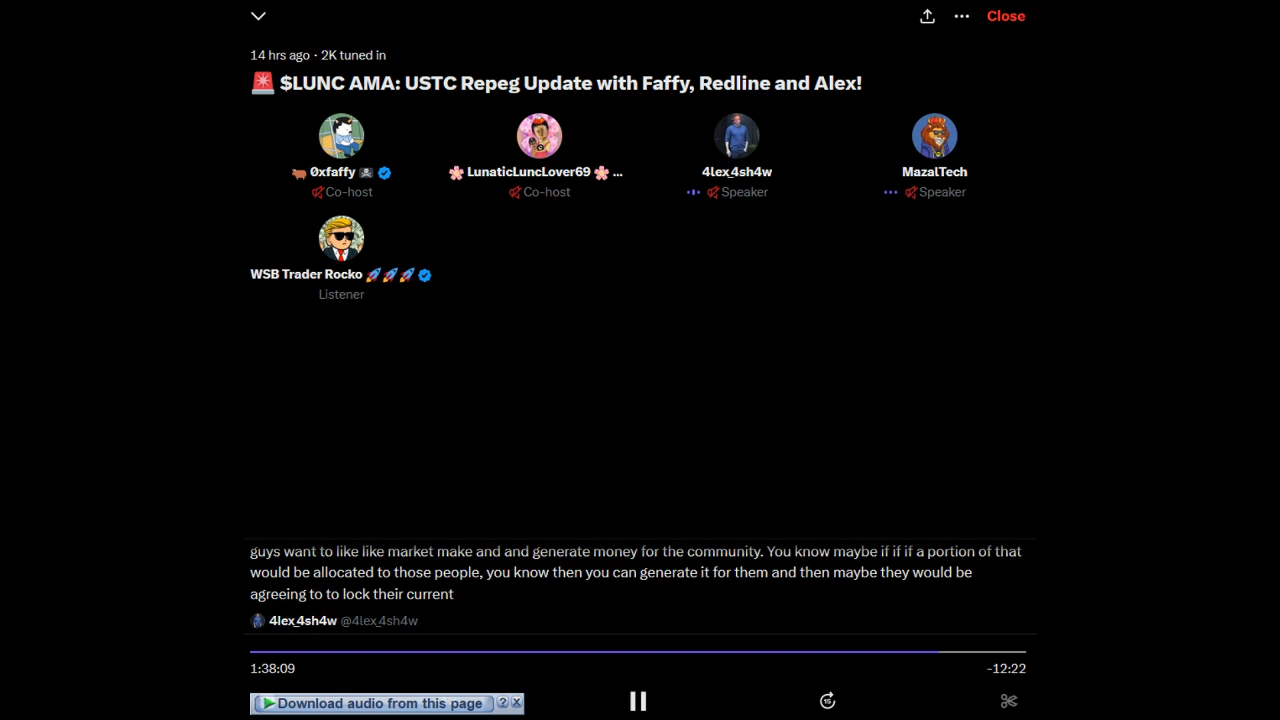 Close
14 hrs ago · 2K tuned in
🚨 $LUNC AMA: USTC Repeg Update with Faffy, Redline and Alex!
🐂 0xfaffy 🏴‍☠️
Co-host
🌸 LunaticLuncLover69 🌸 ...
Co-host
4lex_4sh4w
Speaker
MazalTech
Speaker
WSB Trader Rocko 🚀🚀🚀
Listener
guys want to like like market make and and generate money for the community. You know maybe if if if a portion of that
would be allocated to those people, you know then you can generate it for them and then maybe they would be
agreeing to to lock their current
4lex_4sh4w @4lex_4sh4w
1:38:09
-12:22
Download audio from this page ? X
15